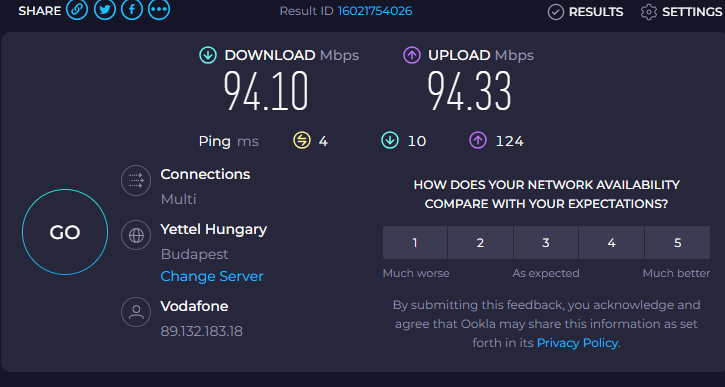 SHARE
Result ID 16021754026
RESULTS
SETTINGS
DOWNLOAD Mbps
94.10
UPLOAD Mbps
94.33
Ping ms 4 10 124
Connections
Multi
Yettel Hungary
Budapest
Change Server
Vodafone
89.132.183.18
GO
HOW DOES YOUR NETWORK AVAILABILITY
COMPARE WITH YOUR EXPECTATIONS?
1 2 3 4 5
Much worse As expected Much better
By submitting this feedback, you acknowledge and
agree that Ookla may share this information as set
forth in its Privacy Policy.